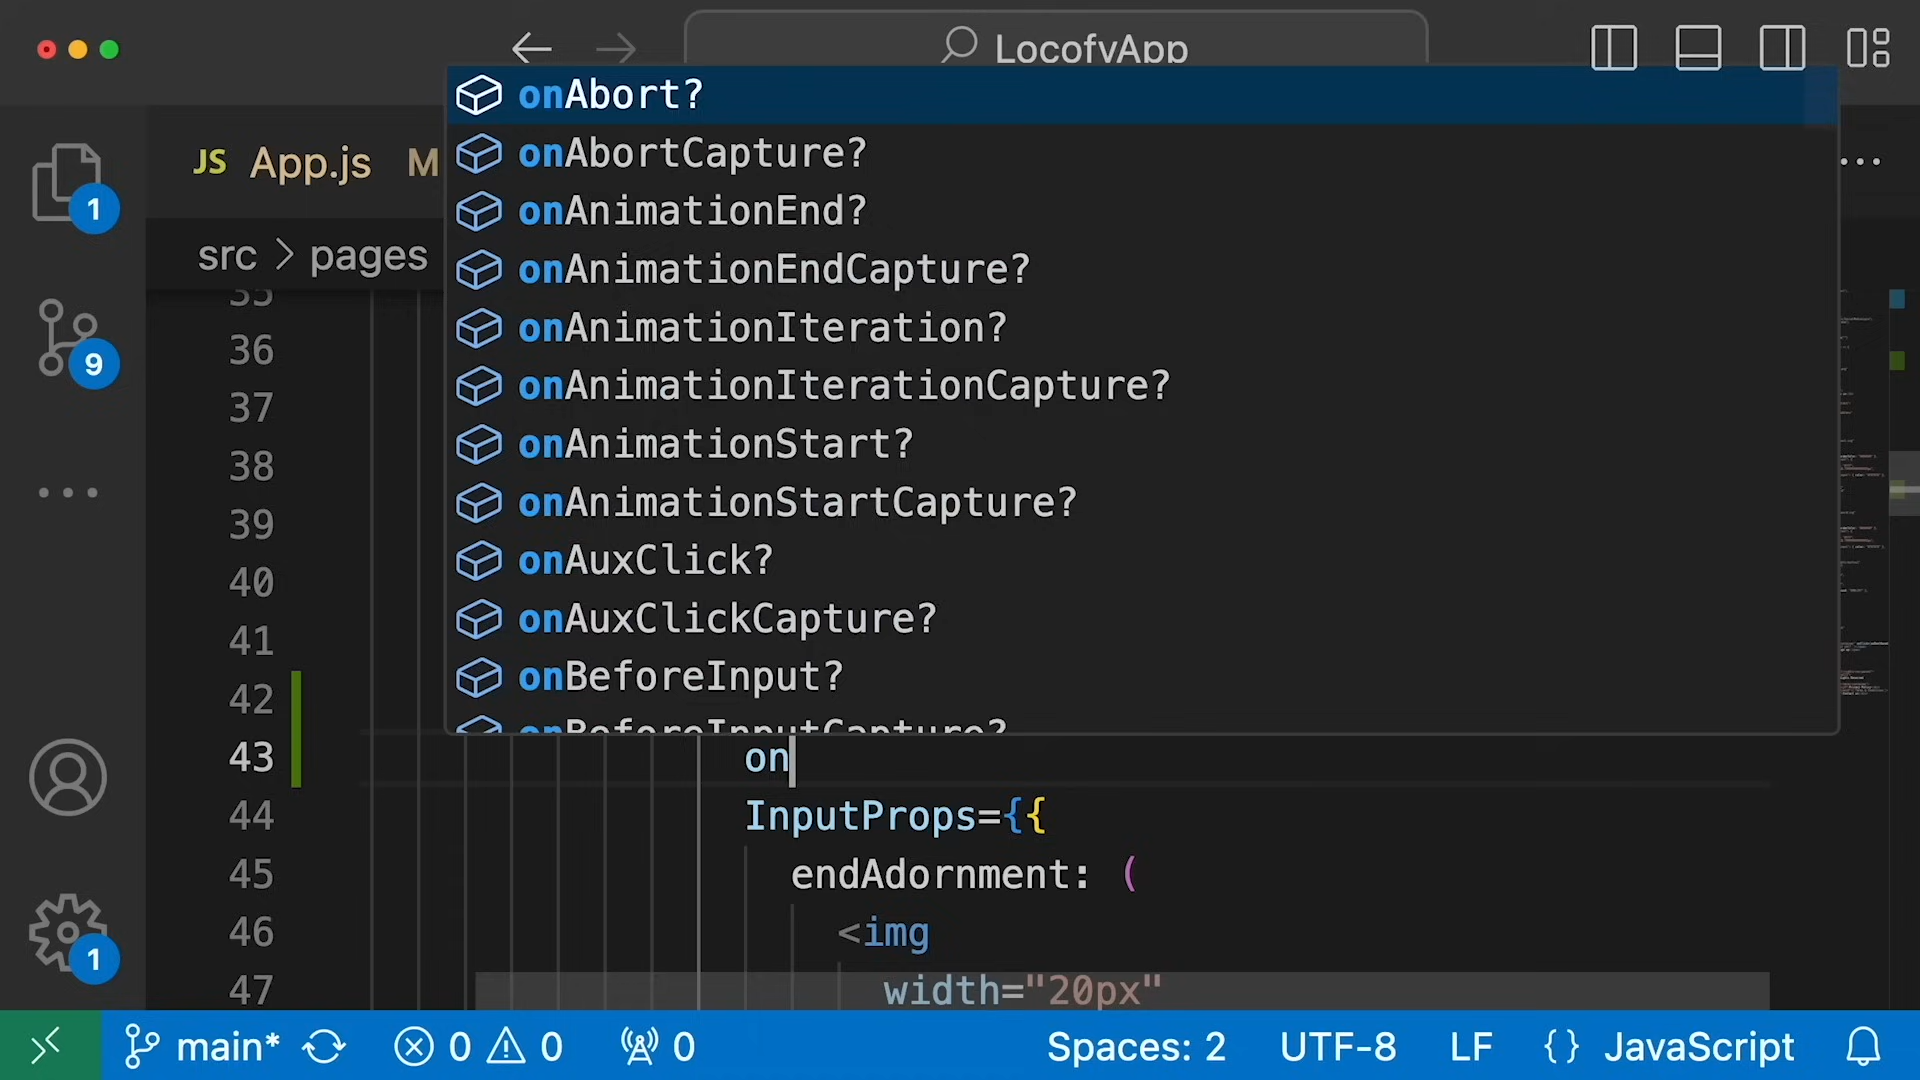 LocofyApp
onAbort?
onAbortCapture?
JS App.js M
onAnimationEnd?
src > pages
onAnimationEndCapture?
35
onAnimationIteration?
36
onAnimationIterationCapture?
37
onAnimationStart?
38
onAnimationStartCapture?
39
onAuxClick?
40
onAuxClickCapture?
41
onBeforeInput?
42
onBeforeInputCapture?
43 on
44 InputProps={{
45 endAdornment: (
46 <img
47 width="20px"
1
9
1
main* 0 0 0 Spaces: 2 UTF-8 LF {} JavaScript